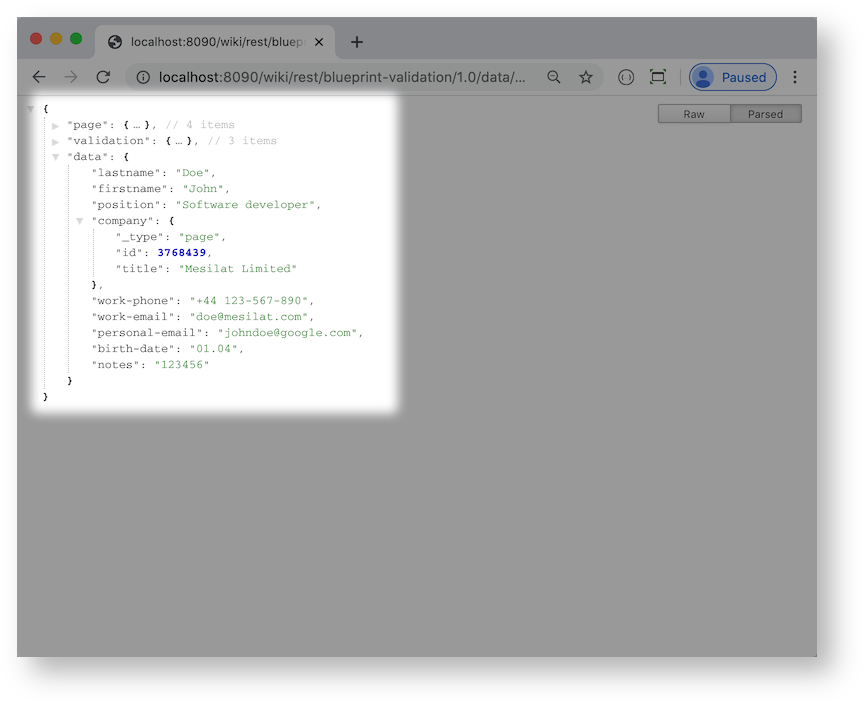 localhost:8090/wiki/rest/bluep
localhost:8090/wiki/rest/blueprint-validation/1.0/data/...
Paused
Raw
Parsed
{
"page": { … }, // 4 items
"validation": { … }, // 3 items
"data": {
"lastname": "Doe",
"firstname": "John",
"position": "Software developer",
"company": {
"_type": "page",
"id": 3768439,
"title": "Mesilat Limited"
},
"work-phone": "+44 123-567-890",
"work-email": "doe@mesilat.com",
"personal-email": "johndoe@google.com",
"birth-date": "01.04",
"notes": "123456"
}
}